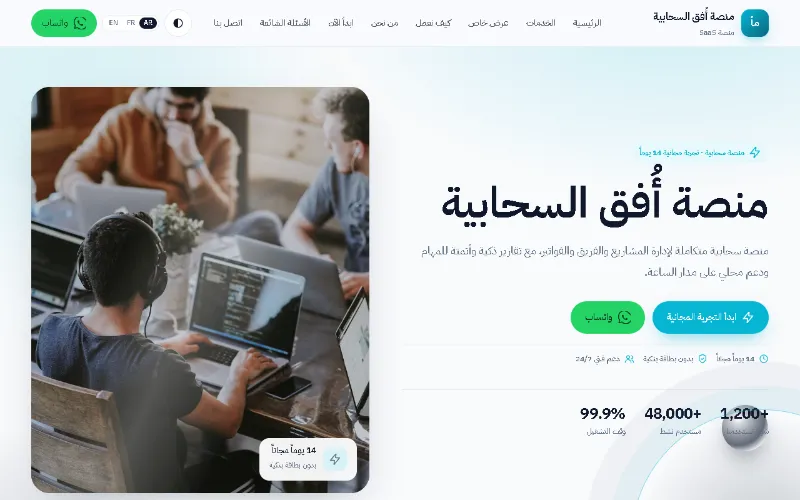 مأ
منصة أُفق السحابية
منصة SaaS
الرئيسية
الخدمات
عرض خاص
كيف نعمل
من نحن
ابدأ الآن
الأسئلة الشائعة
اتصل بنا
AR
FR
EN
واتساب
منصة سحابية - تجربة مجانية 14 يوماً
منصة أُفق السحابية
منصة سحابية متكاملة لإدارة المشاريع والفريق والفواتير، مع تقارير ذكية وأتمتة للمهام
ودعم محلي على مدار الساعة.
ابدأ التجربة المجانية
واتساب
14 يوماً مجاناً
بدون بطاقة بنكية
دعم فني 24/7
1,200+
48,000+
مستخدم نشط
99.9%
وقت التشغيل
14 يوماً مجاناً
بدون بطاقة بنكية